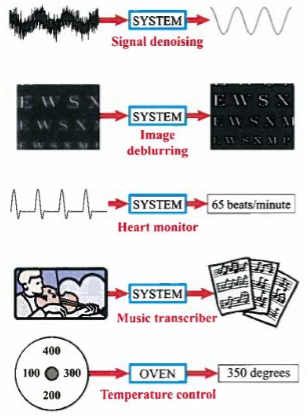 SYSTEM
Signal denoising
E W S X
E W S X
SYSTEM
E W S X
E W S X M
E W S X M P
Image
deblurring
SYSTEM
65 beats/minute
Heart monitor
SYSTEM
Music transcriber
400
100 300
200
OVEN
350 degrees
Temperature control